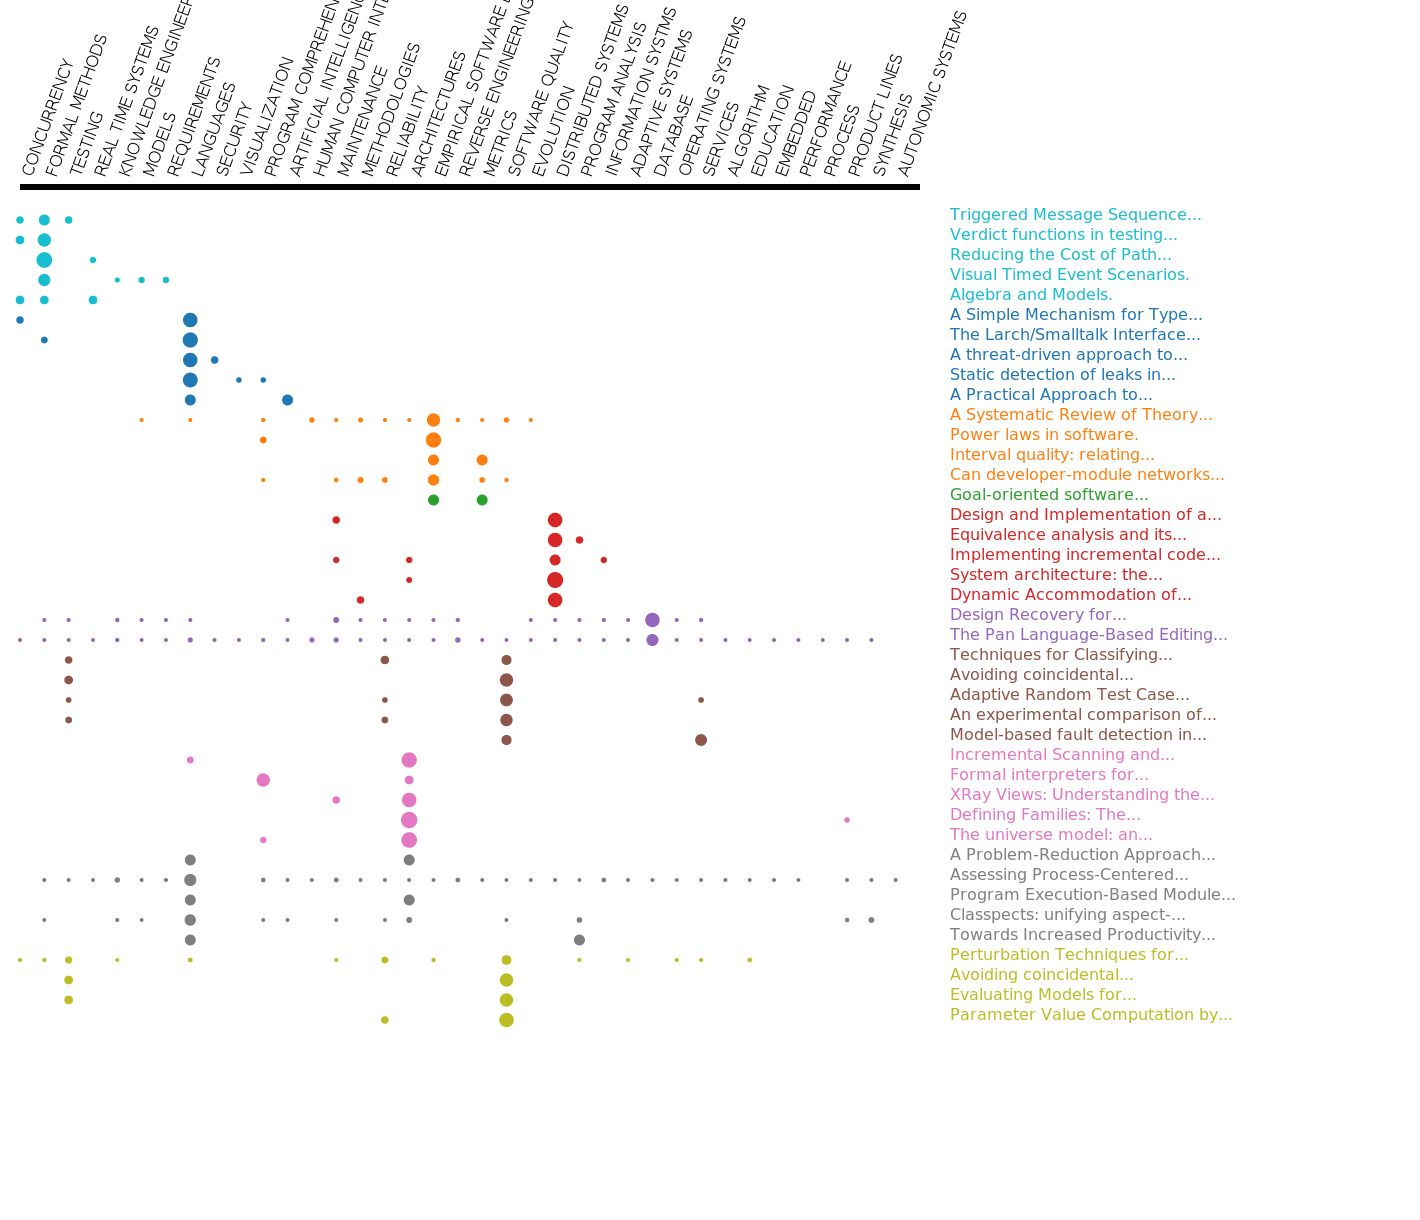 CONCURRENCY
FORMAL METHODS
TESTING
REAL TIME SYSTEMS
KNOWLEDGE ENGINEER
MODELS
REQUIREMENTS
LANGUAGES
SECURITY
VISUALIZATION
PROGRAM COMPREHEN
ARTIFICIAL INTELLIGENC
HUMAN COMPUTER INTE
MAINTENANCE
METHODOLOGIES
RELIABILITY
ARCHITECTURES
EMPIRICAL SOFTWARE
REVERSE ENGINEERING
METRICS
SOFTWARE QUALITY
EVOLUTION
DISTRIBUTED SYSTEMS
PROGRAM ANALYSIS
INFORMATION SYSTMS
ADAPTIVE SYSTEMS
DATABASE
OPERATING SYSTEMS
SERVICES
ALGORITHM
EDUCATION
EMBEDDED
PERFORMANCE
PROCESS
PRODUCT LINES
SYNTHESIS
AUTONOMIC SYSTEMS
Triggered Message Sequence...
Verdict functions in testing...
Reducing the Cost of Path...
Visual Timed Event Scenarios.
Algebra and Models.
A Simple Mechanism for Type...
The Larch/Smalltalk Interface...
A threat-driven approach to...
Static detection of leaks in...
A Practical Approach to...
A Systematic Review of Theory...
Power laws in software.
Interval quality: relating...
Can developer-module networks...
Goal-oriented software...
Design and Implementation of a...
Equivalence analysis and its...
Implementing incremental code...
System architecture: the...
Dynamic Accommodation of...
Design Recovery for...
The Pan Language-Based Editing...
Techniques for Classifying...
Avoiding coincidental...
Adaptive Random Test Case...
An experimental comparison of...
Model-based fault detection in...
Incremental Scanning and...
Formal interpreters for...
XRay Views: Understanding the...
Defining Families: The...
The universe model: an...
A Problem-Reduction Approach...
Assessing Process-Centered...
Program Execution-Based Module...
Classpects: unifying aspect-...
Towards Increased Productivity...
Perturbation Techniques for...
Avoiding coincidental...
Evaluating Models for...
Parameter Value Computation by...